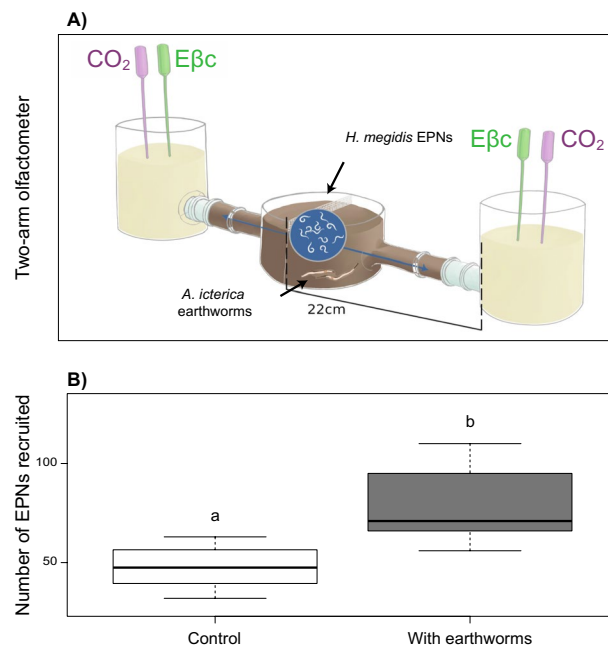 A)
Two-arm olfactometer
CO₂ Eβc
Eβc CO₂
H. megidis EPNs
A. icterica
earthworms
22cm
B)
Number of EPNs recruited
100
50
a
b
Control
With earthworms